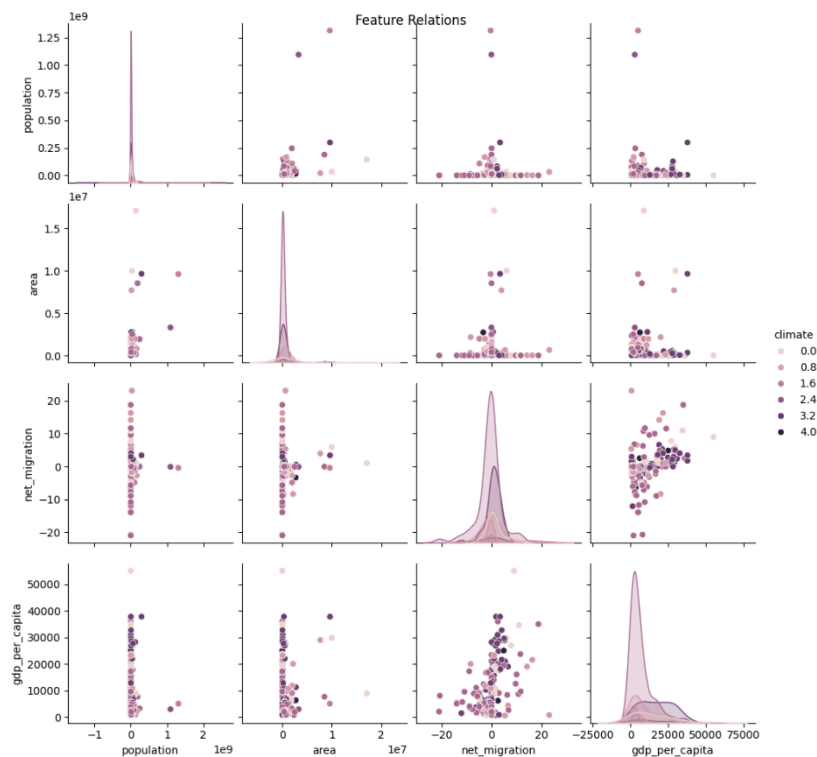 Feature Relations
1e9
1.25
1.00
0.75
0.50
0.25
0.00
population
1e7
1.5
1.0
0.5
0.0
area
20
10
0
−10
−20
net_migration
50000
40000
30000
20000
10000
0
gdp_per_capita
−1 0 1 2
1e9
population
0 1
1e7
area
−20 0 20
net_migration
−25000 0 25000 50000 75000
gdp_per_capita
climate
0.0
0.8
1.6
2.4
3.2
4.0